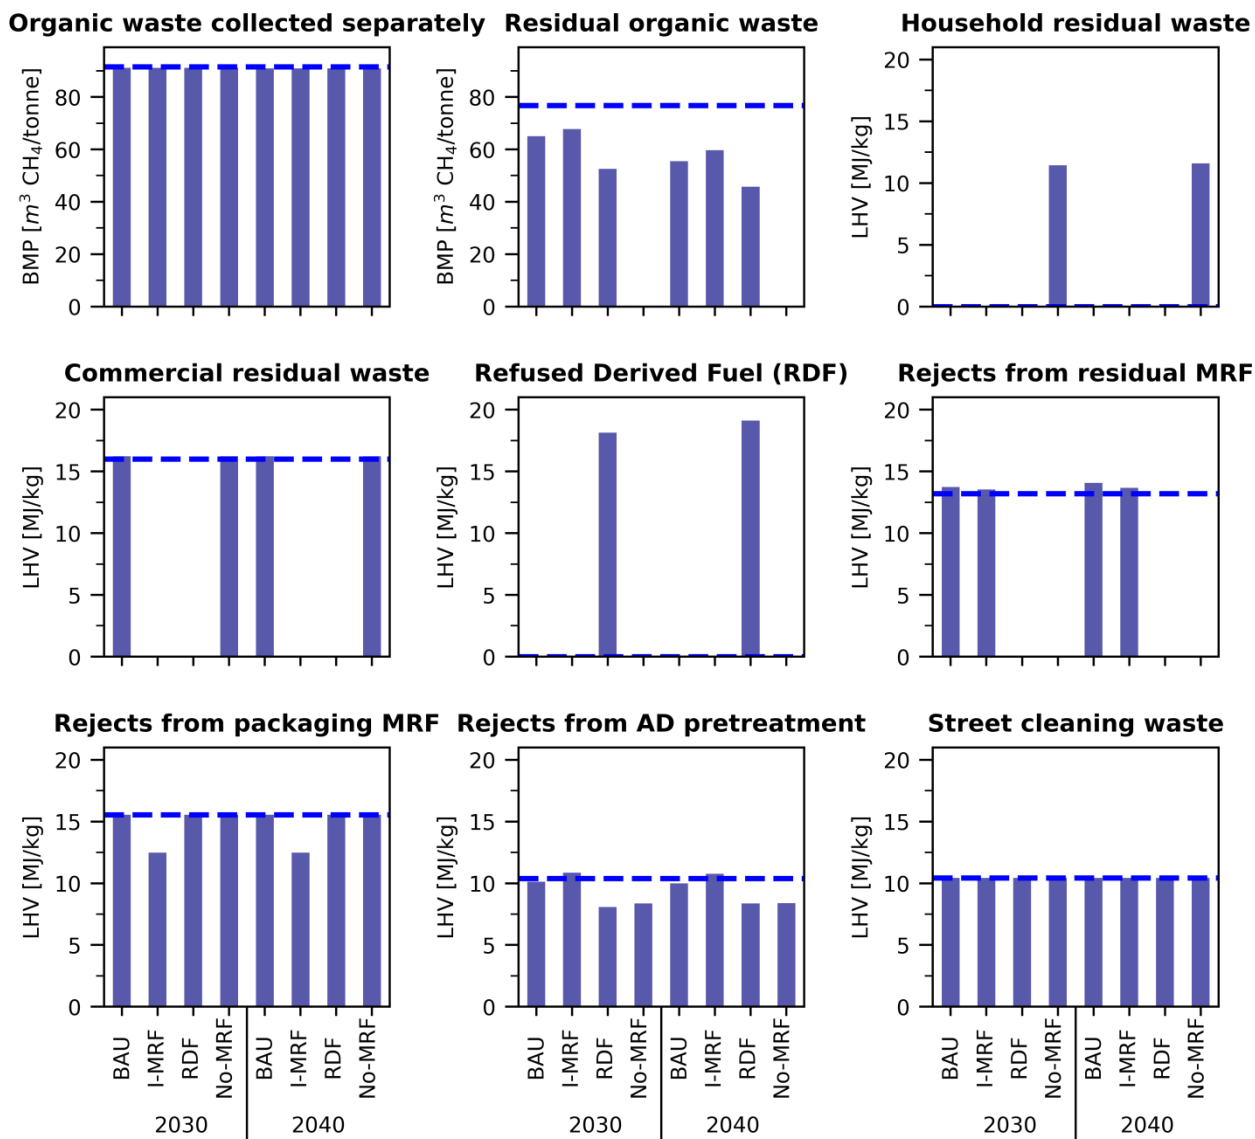 Organic waste collected separately
Residual organic waste
Household residual waste
BMP [m³ CH₄/tonne]
80
60
40
20
0
BMP [m³ CH₄/tonne]
80
60
40
20
0
LHV [MJ/kg]
20
15
10
5
0
Commercial residual waste
Refused Derived Fuel (RDF)
Rejects from residual MRF
LHV [MJ/kg]
20
15
10
5
0
LHV [MJ/kg]
20
15
10
5
0
LHV [MJ/kg]
20
15
10
5
0
Rejects from packaging MRF
Rejects from AD pretreatment
Street cleaning waste
LHV [MJ/kg]
20
15
10
5
0
LHV [MJ/kg]
20
15
10
5
0
LHV [MJ/kg]
20
15
10
5
0
BAU
I-MRF
RDF
No-MRF
BAU
I-MRF
RDF
No-MRF
2030
2040
BAU
I-MRF
RDF
No-MRF
BAU
I-MRF
RDF
No-MRF
2030
2040
BAU
I-MRF
RDF
No-MRF
BAU
I-MRF
RDF
No-MRF
2030
2040